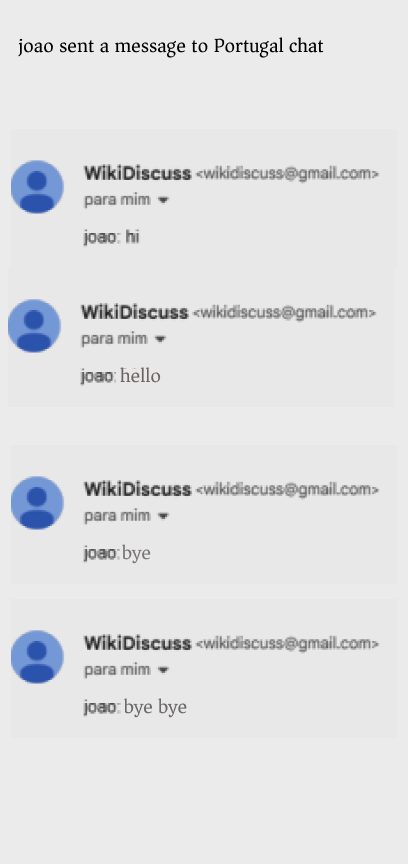 joao sent a message to Portugal chat
WikiDiscuss <wikidiscuss@gmail.com>
para mim
joao: hi
WikiDiscuss <wikidiscuss@gmail.com>
para mim
joao: hello
WikiDiscuss <wikidiscuss@gmail.com>
para mim
joao: bye
WikiDiscuss <wikidiscuss@gmail.com>
para mim
joao: bye bye